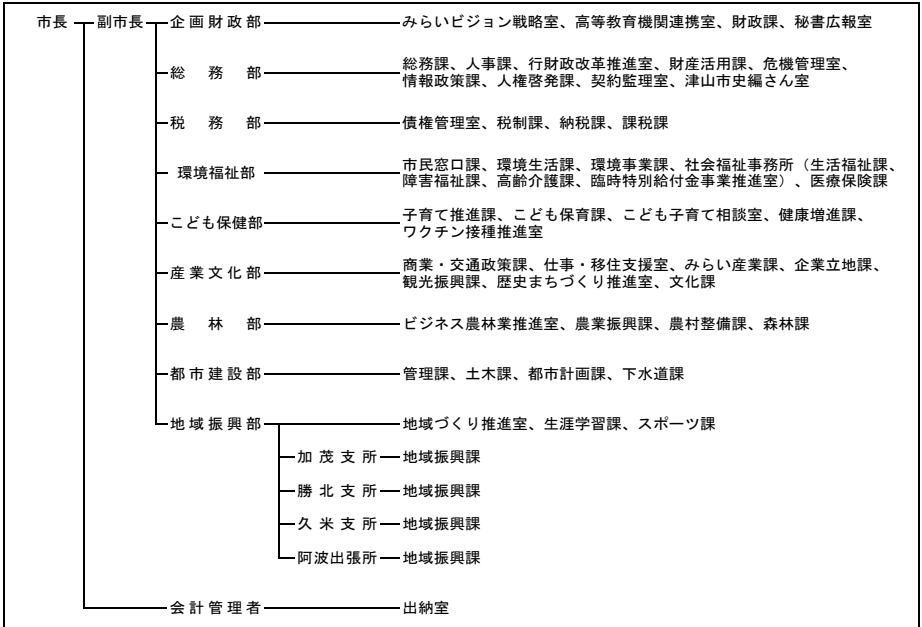 市長 副市長 企画財政部 みらいビジョン戦略室、高等教育機関連携室、財政課、秘書広報室
総務部 総務課、人事課、行財政改革推進室、財産活用課、危機管理室、
情報政策課、人権啓発課、契約監理室、津山市史編さん室
税務部 債権管理室、税制課、納税課、課税課
環境福祉部 市民窓口課、環境生活課、環境事業課、社会福祉事務所（生活福祉課、
障害福祉課、高齢介護課、臨時特別給付金事業推進室）、医療保険課
こども保健部 子育て推進課、こども保育課、こども子育て相談室、健康増進課、
ワクチン接種推進室
産業文化部 商業・交通政策課、仕事・移住支援室、みらい産業課、企業立地課、
観光振興課、歴史まちづくり推進室、文化課
農林部 ビジネス農林業推進室、農業振興課、農村整備課、森林課
都市建設部 管理課、土木課、都市計画課、下水道課
地域振興部 地域づくり推進室、生涯学習課、スポーツ課
加茂支所 地域振興課
勝北支所 地域振興課
久米支所 地域振興課
阿波出張所 地域振興課
会計管理者 出納室